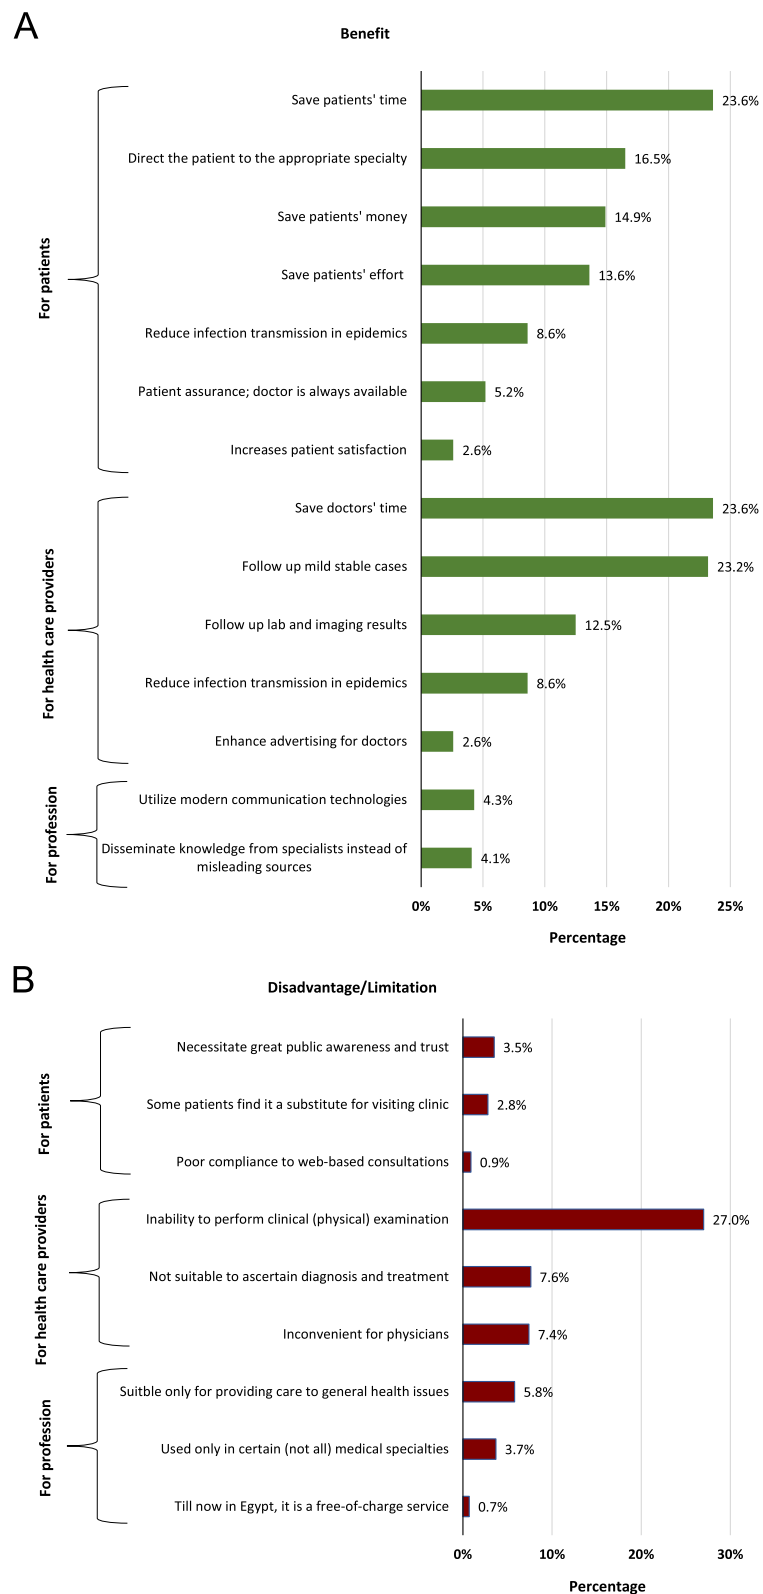 A
Benefit
For patients
Save patients' time
23.6%
Direct the patient to the appropriate specialty
16.5%
Save patients' money
14.9%
Save patients' effort
13.6%
Reduce infection transmission in epidemics
8.6%
Patient assurance; doctor is always available
5.2%
Increases patient satisfaction
2.6%
For health care providers
Save doctors' time
23.6%
Follow up mild stable cases
23.2%
Follow up lab and imaging results
12.5%
Reduce infection transmission in epidemics
8.6%
Enhance advertising for doctors
2.6%
For profession
Utilize modern communication technologies
4.3%
Disseminate knowledge from specialists instead of
misleading sources
4.1%
0% 5% 10% 15% 20% 25%
Percentage
B
Disadvantage/Limitation
For patients
Necessitate great public awareness and trust
3.5%
Some patients find it a substitute for visiting clinic
2.8%
Poor compliance to web-based consultations
0.9%
For health care providers
Inability to perform clinical (physical) examination
27.0%
Not suitable to ascertain diagnosis and treatment
7.6%
Inconvenient for physicians
7.4%
For profession
Suitble only for providing care to general health issues
5.8%
Used only in certain (not all) medical specialties
3.7%
Till now in Egypt, it is a free-of-charge service
0.7%
0% 10% 20% 30%
Percentage